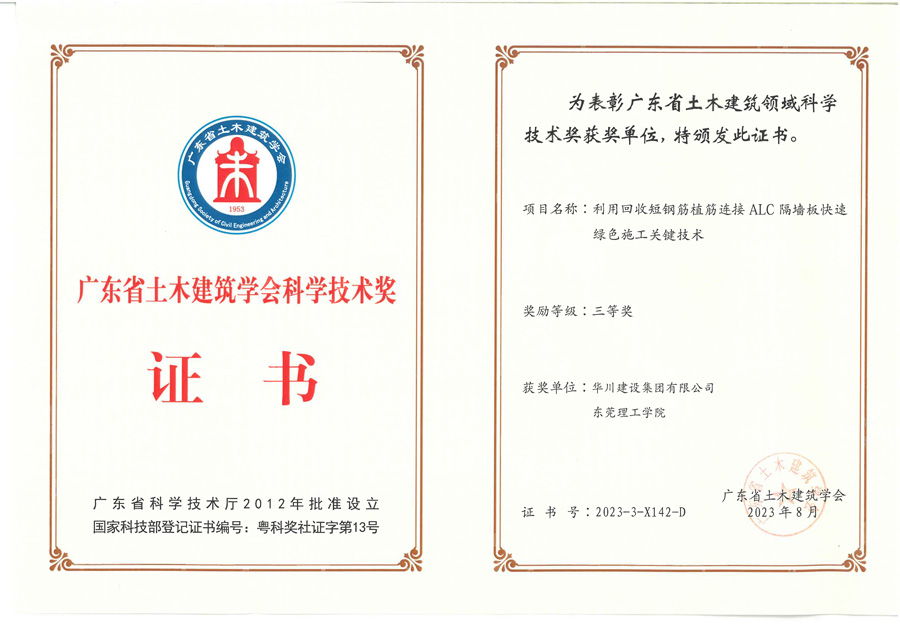 广东省土木建筑学会
1953
Guangdong Society of Civil Engineering and Architecture
广东省土木建筑学会科学技术奖
证 书
广东省科学技术厅2012年批准设立
国家科技部登记证书编号：粤科奖社证字第13号
为表彰广东省土木建筑领域科学
技术奖获奖单位，特颁发此证书。
项目名称：利用回收短钢筋植筋连接ALC隔墙板快速
绿色施工关键技术
奖励等级：三等奖
获奖单位：华川建设集团有限公司
东莞理工学院
证 书 号：2023-3-X142-D
广东省土木建筑学会
2023年8月